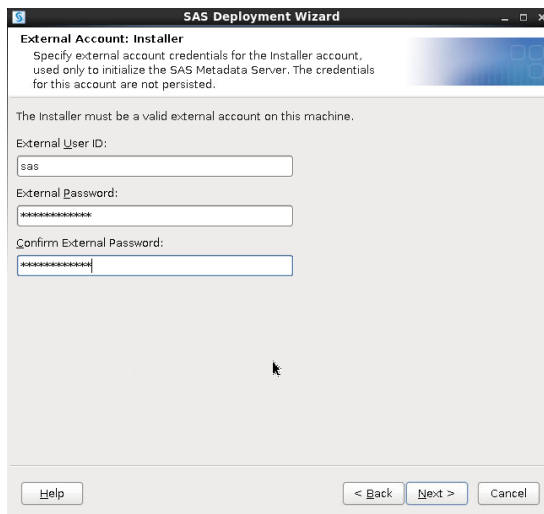 SAS Deployment Wizard
External Account: Installer
Specify external account credentials for the Installer account,
used only to initialize the SAS Metadata Server. The credentials
for this account are not persisted.
The Installer must be a valid external account on this machine.
External User ID:
sas
External Password:
************
Confirm External Password:
************
Help
< Back
Next >
Cancel